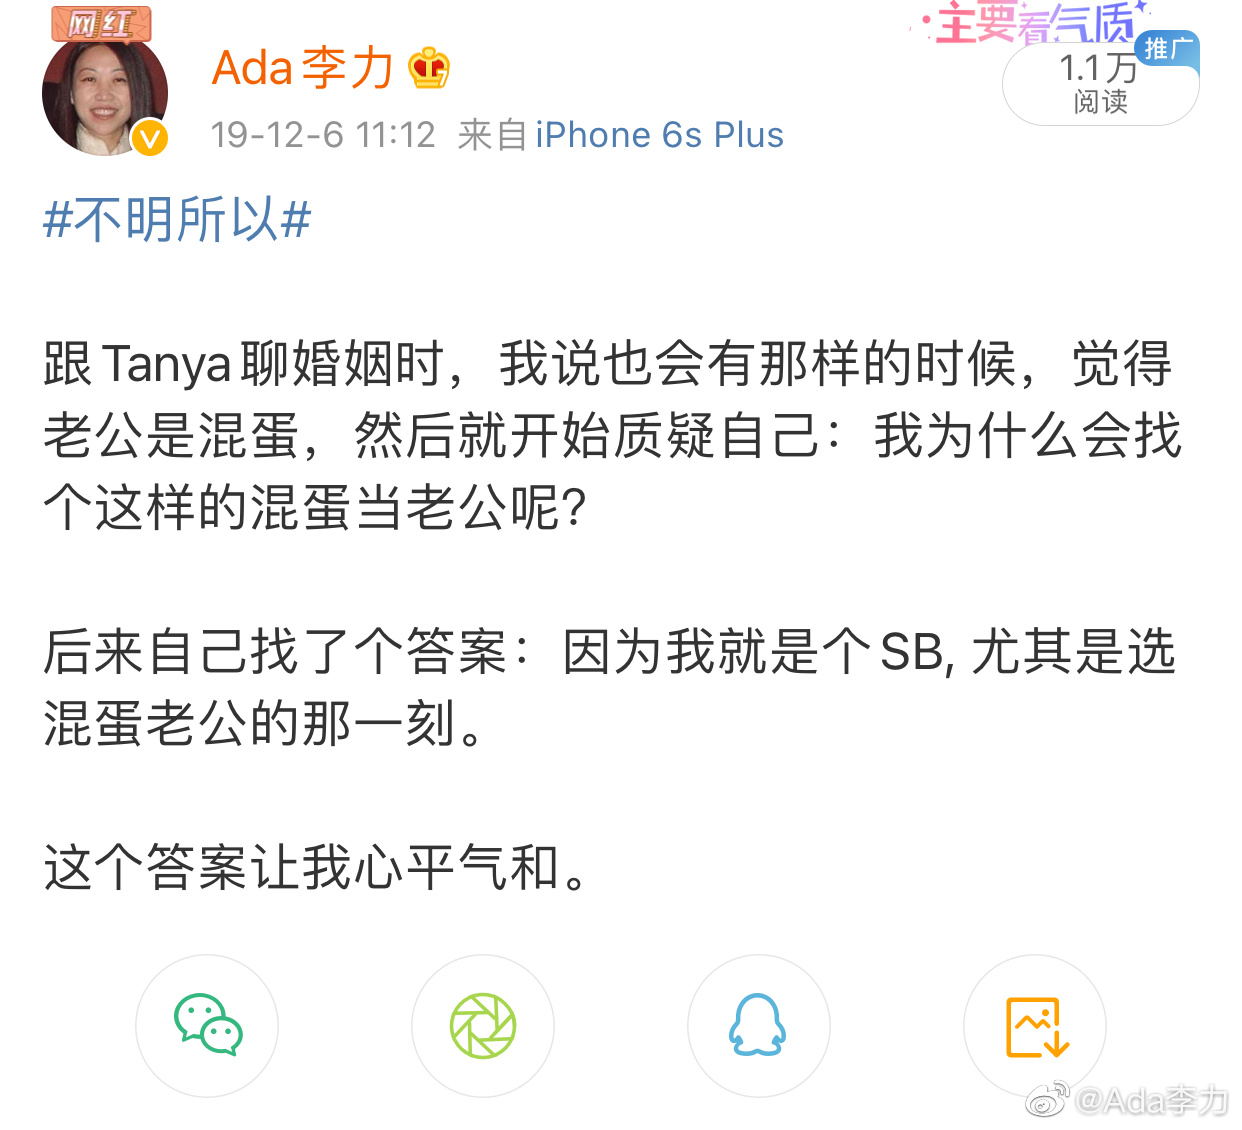 网红
主要看气质
Ada李力
1.1万
推广
阅读
19-12-6 11:12 来自 iPhone 6s Plus
#不明所以#
跟Tanya聊婚姻时，我说也会有那样的时候，觉得
老公是混蛋，然后就开始质疑自己：我为什么会找
个这样的混蛋当老公呢?
后来自己找了个答案：因为我就是个SB, 尤其是选
混蛋老公的那一刻。
这个答案让我心平气和。
@Ada李力